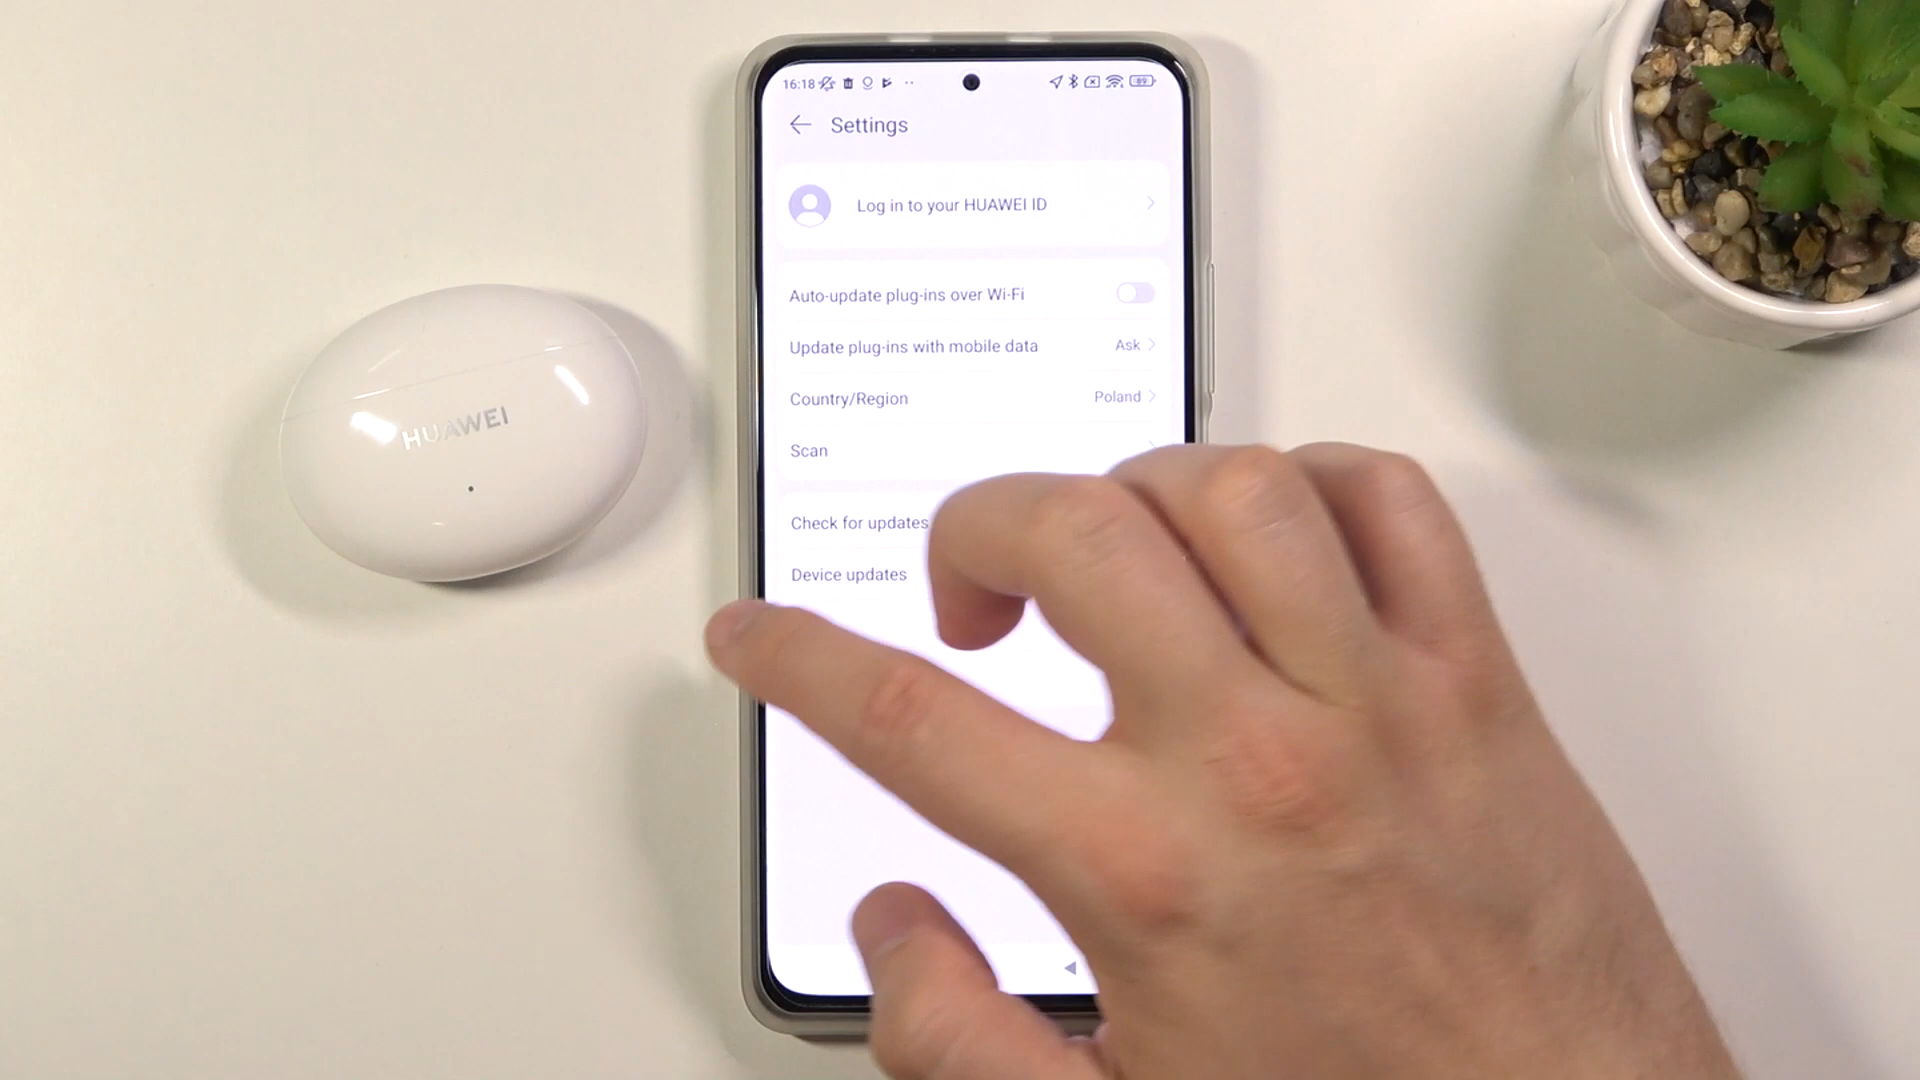 16:18
89
Settings
Log in to your HUAWEI ID
Auto-update plug-ins over Wi-Fi
Update plug-ins with mobile data
Ask
Country/Region
Poland
Scan
Check for updates
Device updates
HUAWEI